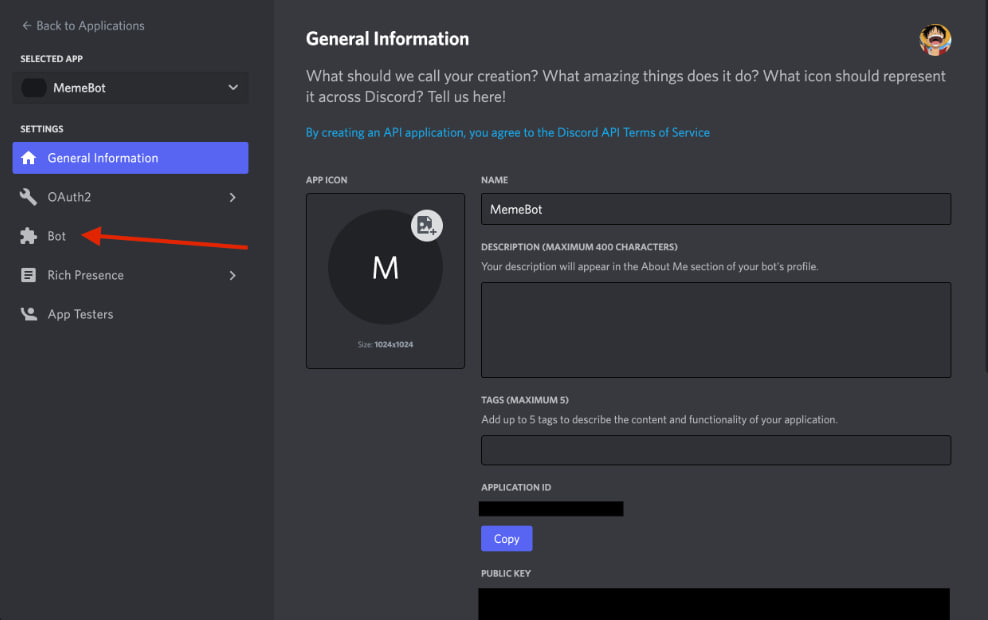 ← Back to Applications
SELECTED APP
MemeBot
SETTINGS
General Information
OAuth2
Bot
Rich Presence
App Testers
General Information
What should we call your creation? What amazing things does it do? What icon should represent
it across Discord? Tell us here!
By creating an API application, you agree to the Discord API Terms of Service
APP ICON
M
Size: 1024x1024
NAME
MemeBot
DESCRIPTION (MAXIMUM 400 CHARACTERS)
Your description will appear in the About Me section of your bot's profile.
TAGS (MAXIMUM 5)
Add up to 5 tags to describe the content and functionality of your application.
APPLICATION ID
Copy
PUBLIC KEY